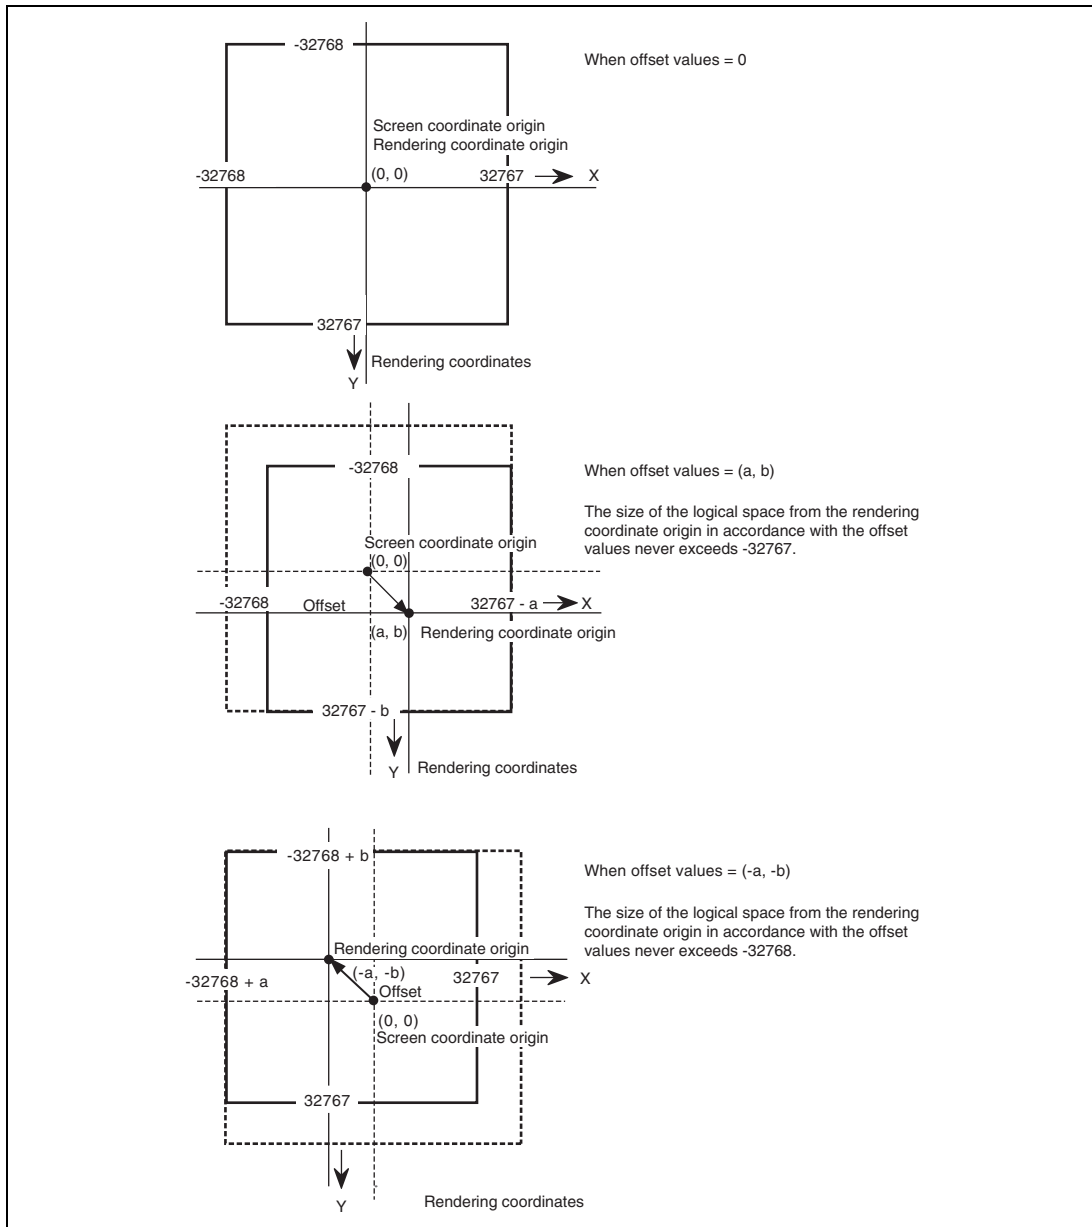 -32768
When offset values = 0
Screen coordinate origin
Rendering coordinate origin
-32768
(0, 0)
32767
X
32767
Rendering coordinates
Y
-32768
When offset values = (a, b)
The size of the logical space from the rendering
coordinate origin in accordance with the offset
values never exceeds -32767.
Screen coordinate origin
(0, 0)
-32768
Offset
32767 - a
X
(a, b)
Rendering coordinate origin
32767 - b
Y
Rendering coordinates
-32768 + b
When offset values = (-a, -b)
The size of the logical space from the rendering
coordinate origin in accordance with the offset
values never exceeds -32768.
Rendering coordinate origin
(-a, -b)
32767
X
-32768 + a
Offset
(0, 0)
Screen coordinate origin
32767
Y
Rendering coordinates